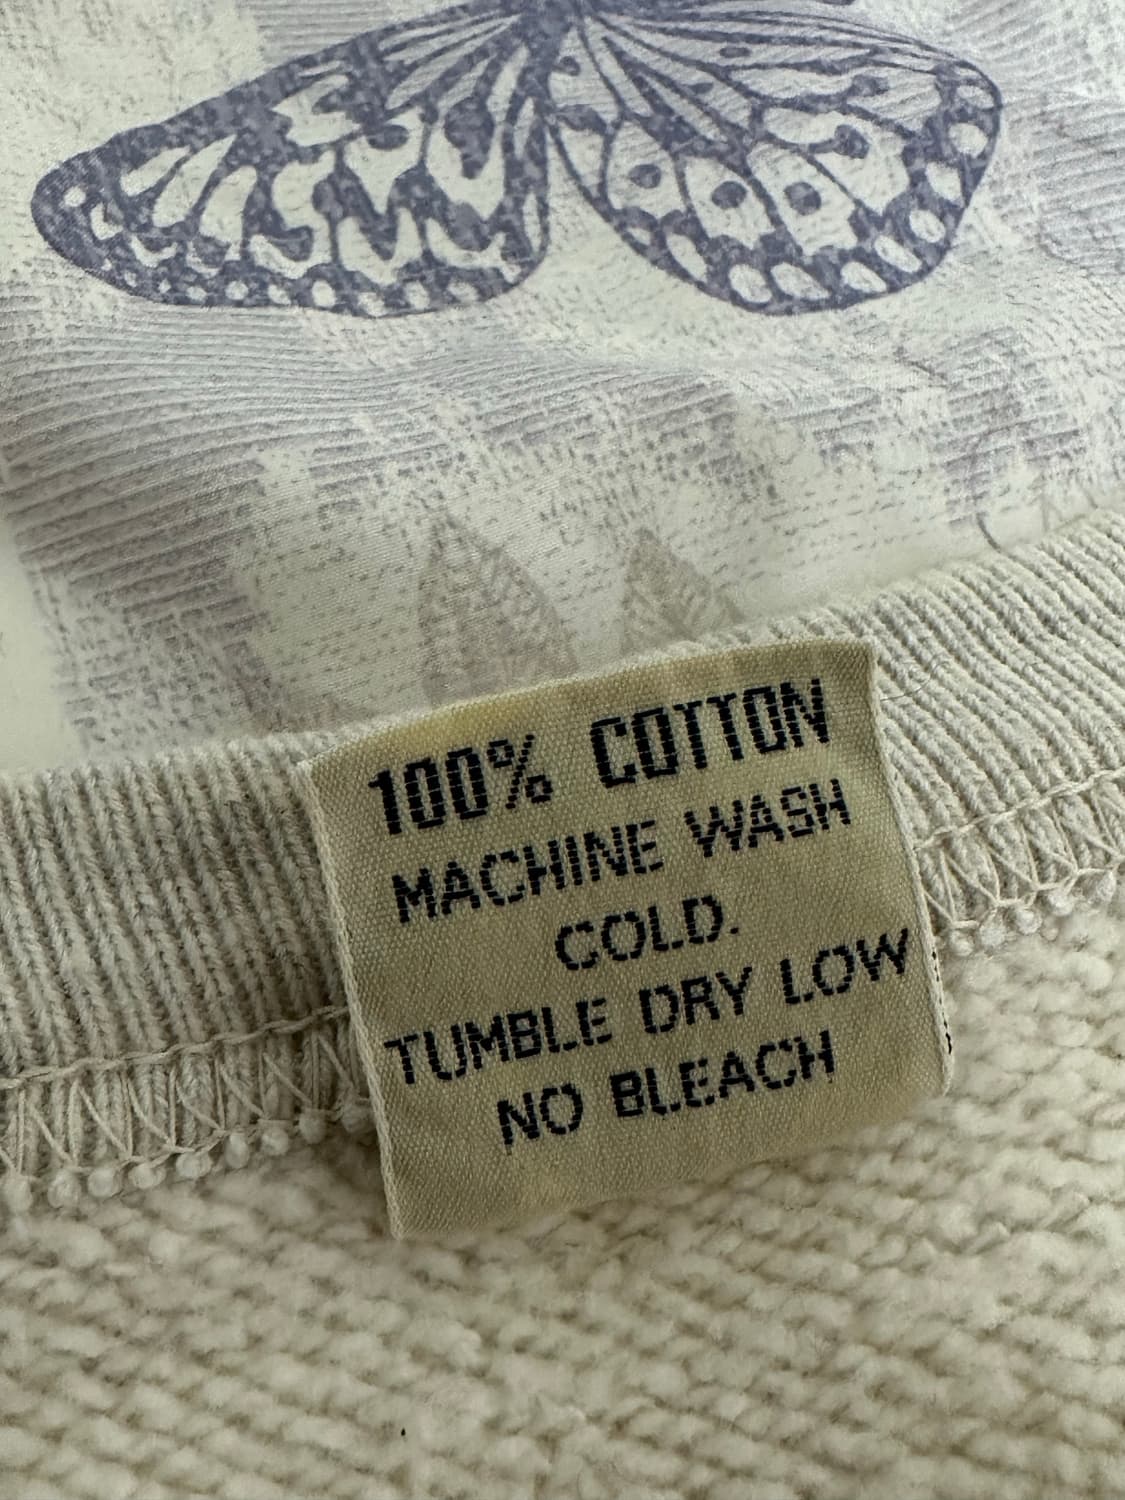 100% COTTON
MACHINE WASH
COLD.
TUMBLE DRY LOW
NO BLEACH